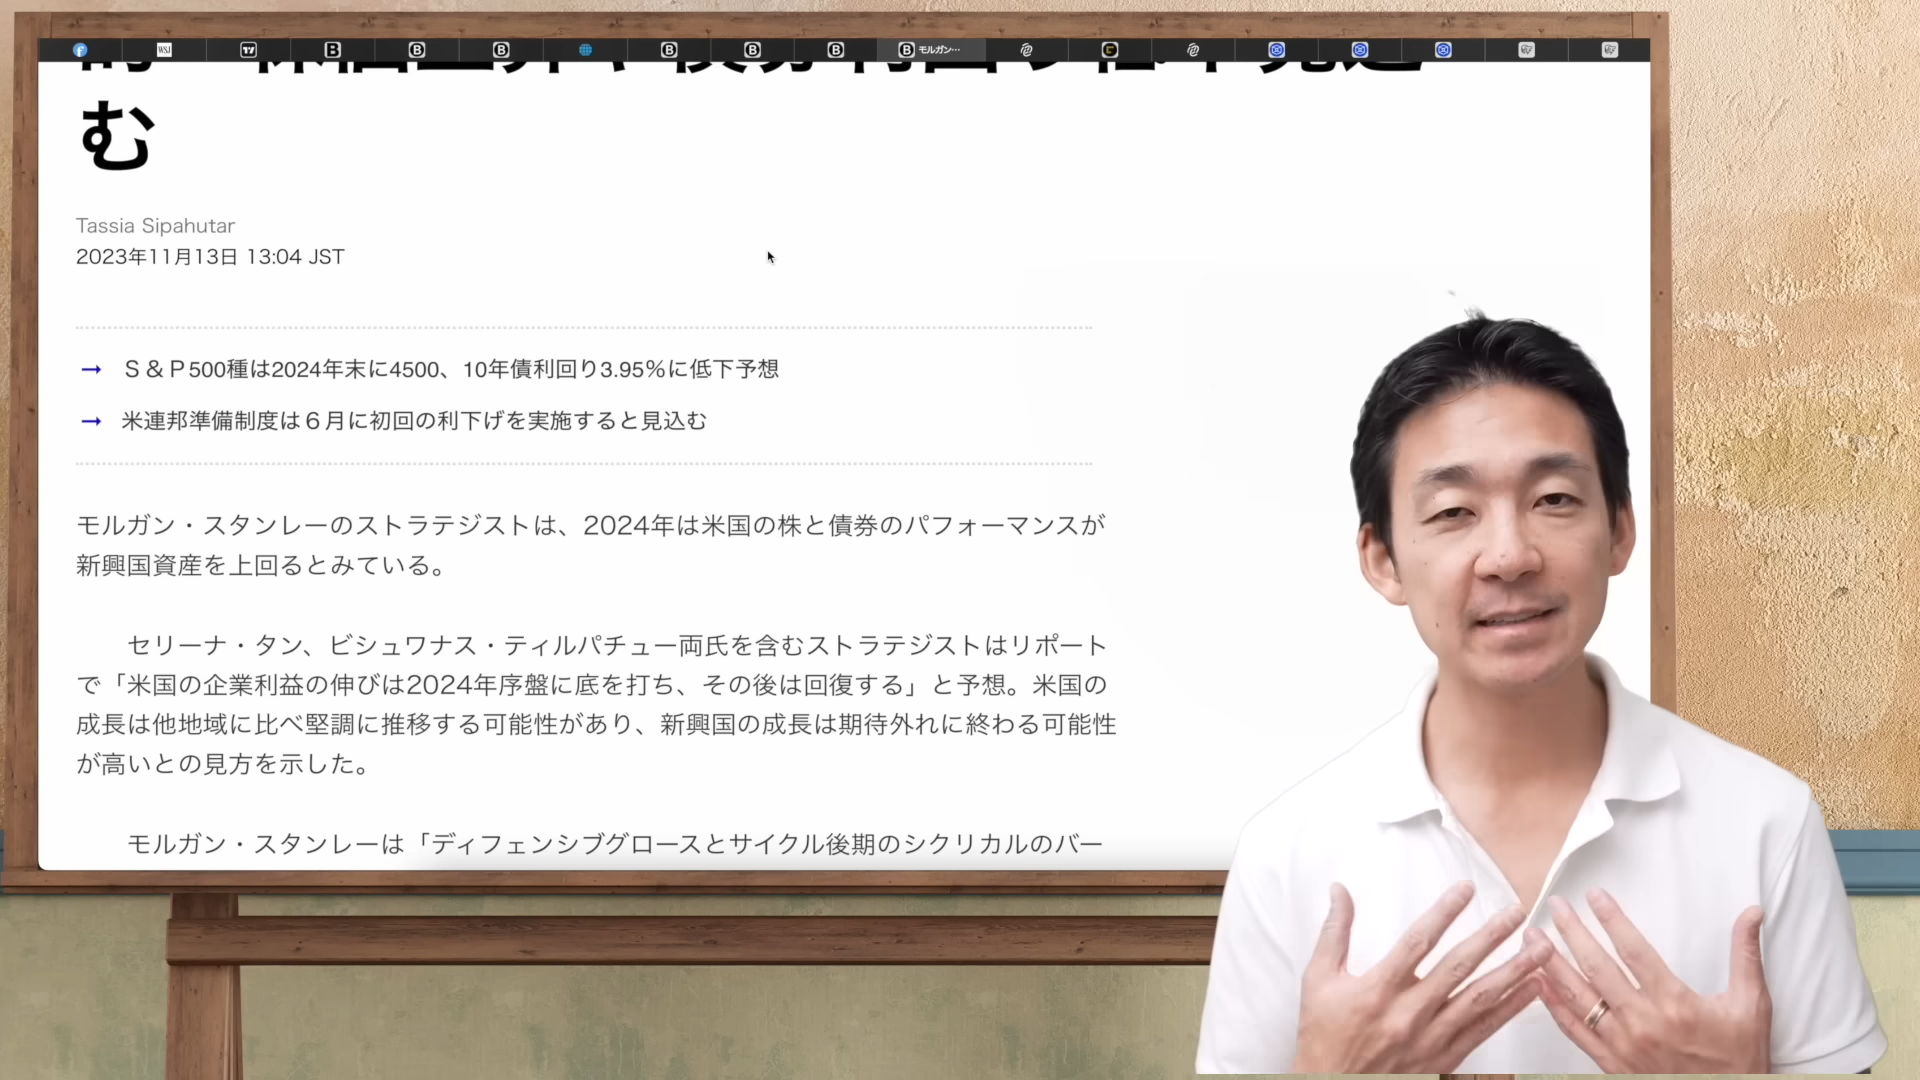 WSJ
モルガン…
む
Tassia Sipahutar
2023年11月13日 13:04 JST
→ Ｓ＆Ｐ500種は2024年末に4500、10年債利回り3.95%に低下予想
→ 米連邦準備制度は６月に初回の利下げを実施すると見込む
モルガン・スタンレーのストラテジストは、2024年は米国の株と債券のパフォーマンスが
新興国資産を上回るとみている。
セリーナ・タン、ビシュワナス・ティルパチュー両氏を含むストラテジストはリポート
で「米国の企業利益の伸びは2024年序盤に底を打ち、その後は回復する」と予想。米国の
成長は他地域に比べ堅調に推移する可能性があり、新興国の成長は期待外れに終わる可能性
が高いとの見方を示した。
モルガン・スタンレーは「ディフェンシブグロースとサイクル後期のシクリカルのバー